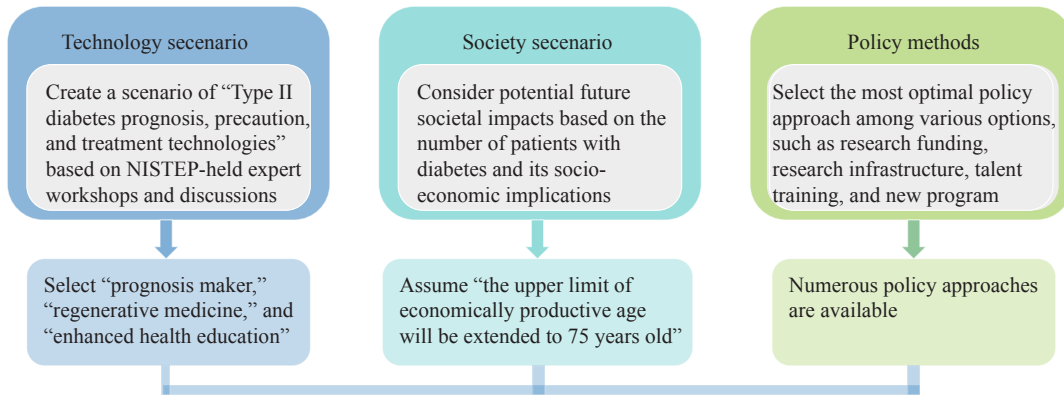 Technology secenario
Create a scenario of “Type II
diabetes prognosis, precaution,
and treatment technologies”
based on NISTEP-held expert
workshops and discussions
Select “prognosis maker,”
“regenerative medicine,” and
“enhanced health education”
Society secenario
Consider potential future
societal impacts based on the
number of patients with
diabetes and its socio-
economic implications
Assume “the upper limit of
economically productive age
will be extended to 75 years old”
Policy methods
Select the most optimal policy
approach among various options,
such as research funding,
research infrastructure, talent
training, and new program
Numerous policy approaches
are available